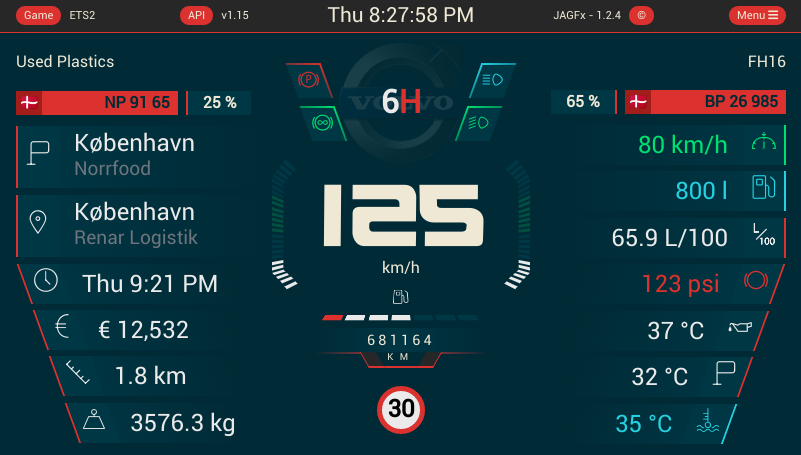 Game ETS2 API v1.15 Thu 8:27:58 PM JAGFx - 1.2.4 © Menu
Used Plastics
FH16
NP 91 65 25 %
65 % BP 26 985
København
Norrfood
København
Renar Logistik
Thu 9:21 PM
€ 12,532
1.8 km
3576.3 kg
P
VOLVO
6H
125
km/h
681164
KM
30
80 km/h
800 l
65.9 L/100 L/100
123 psi
37 °C
32 °C
35 °C